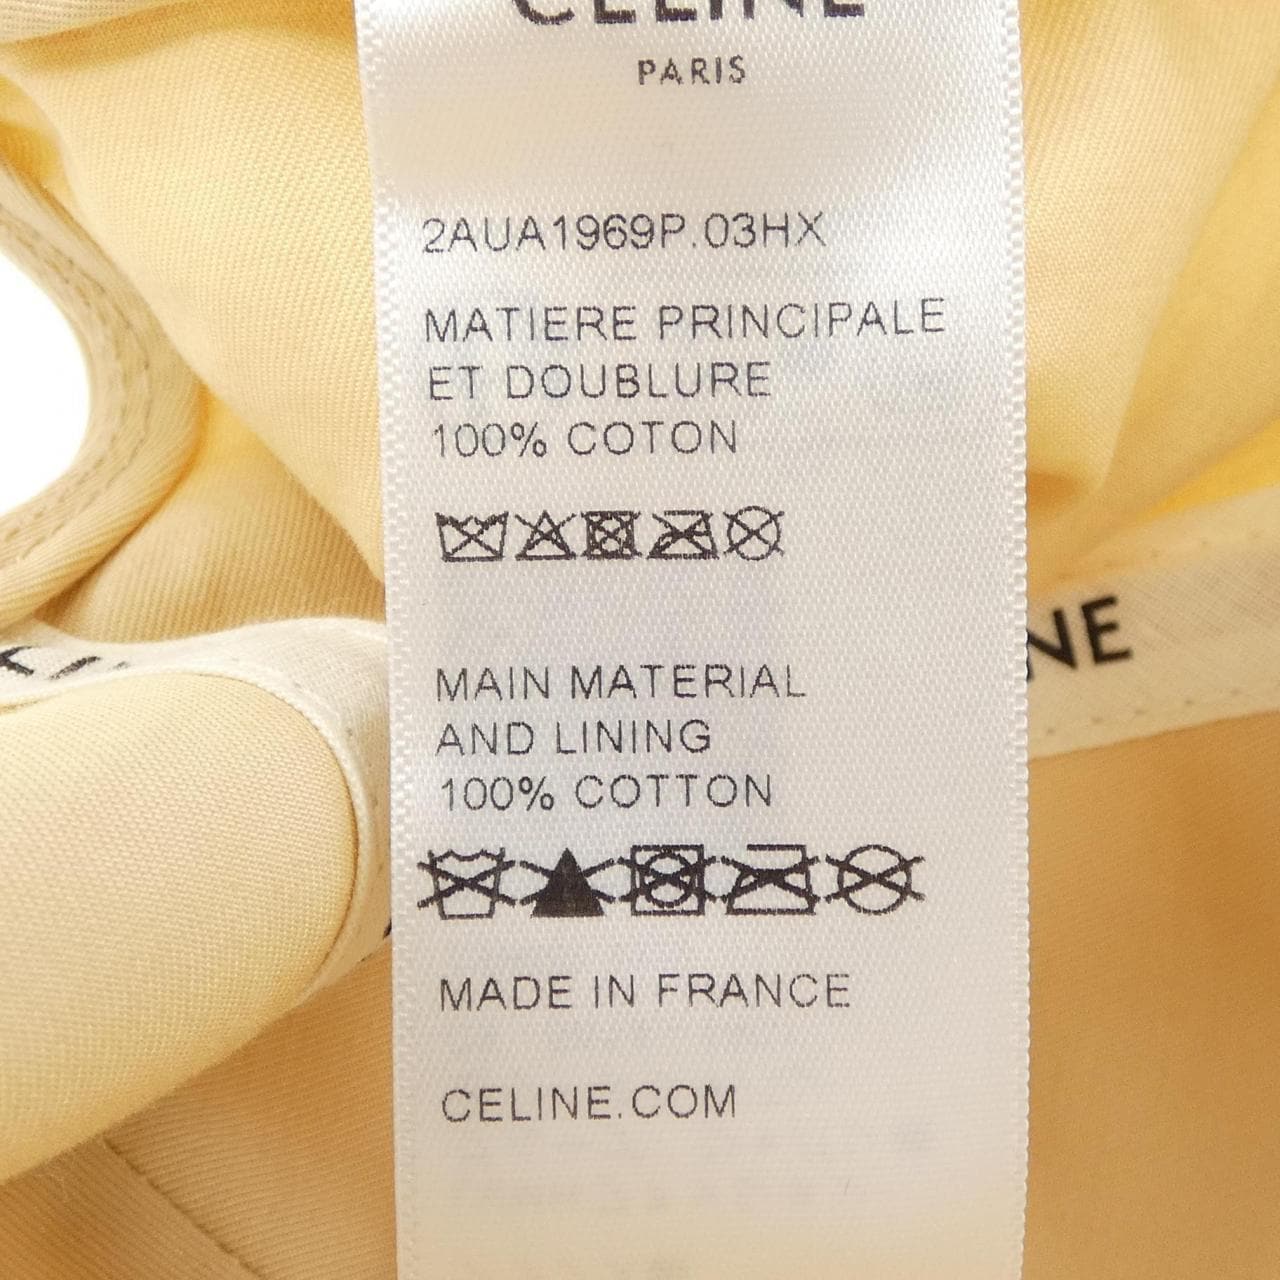 CELINE
PARIS
2AUA1969P.03HX
MATIERE PRINCIPALE
ET DOUBLURE
100% COTON
MAIN MATERIAL
AND LINING
100% COTTON
MADE IN FRANCE
CELINE.COM
NE